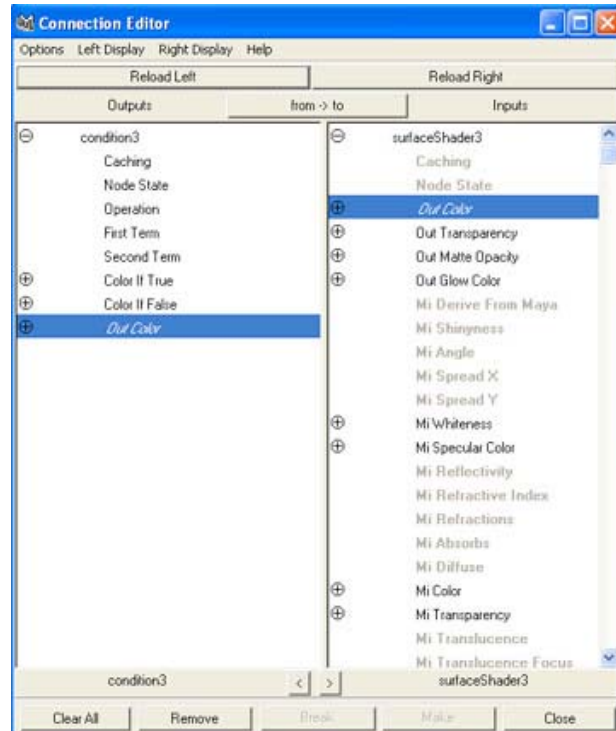 Connection Editor
Options Left Display Right Display Help
Reload Left Reload Right
Outputs from -> to Inputs
condition3
Caching
Node State
Operation
First Term
Second Term
Color If True
Color If False
Out Color
surfaceShader3
Caching
Node State
Out Color
Out Transparency
Out Matte Opacity
Out Glow Color
Mi Derive From Maya
Mi Shinyness
Mi Angle
Mi Spread X
Mi Spread Y
Mi Whiteness
Mi Specular Color
Mi Reflectivity
Mi Refractive Index
Mi Refractions
Mi Absorbs
Mi Diffuse
Mi Color
Mi Transparency
Mi Translucence
Mi Translucence Focus
condition3 < > surfaceShader3
Clear All Remove Break Make Close